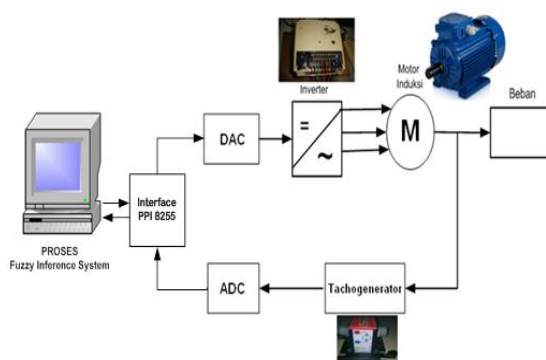 Inverter
Motor
Induksi
Beban
DAC
=
~
M
Interface
PPI 8255
PROSES
Fuzzy Inference System
ADC
Tachogenerator